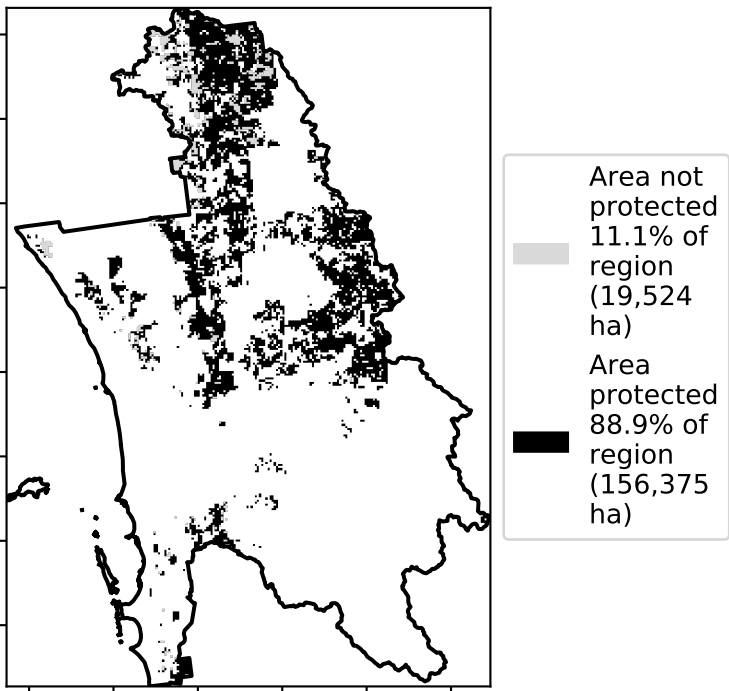 Area not
protected
11.1% of
region
(19,524
ha)
Area
protected
88.9% of
region
(156,375
ha)